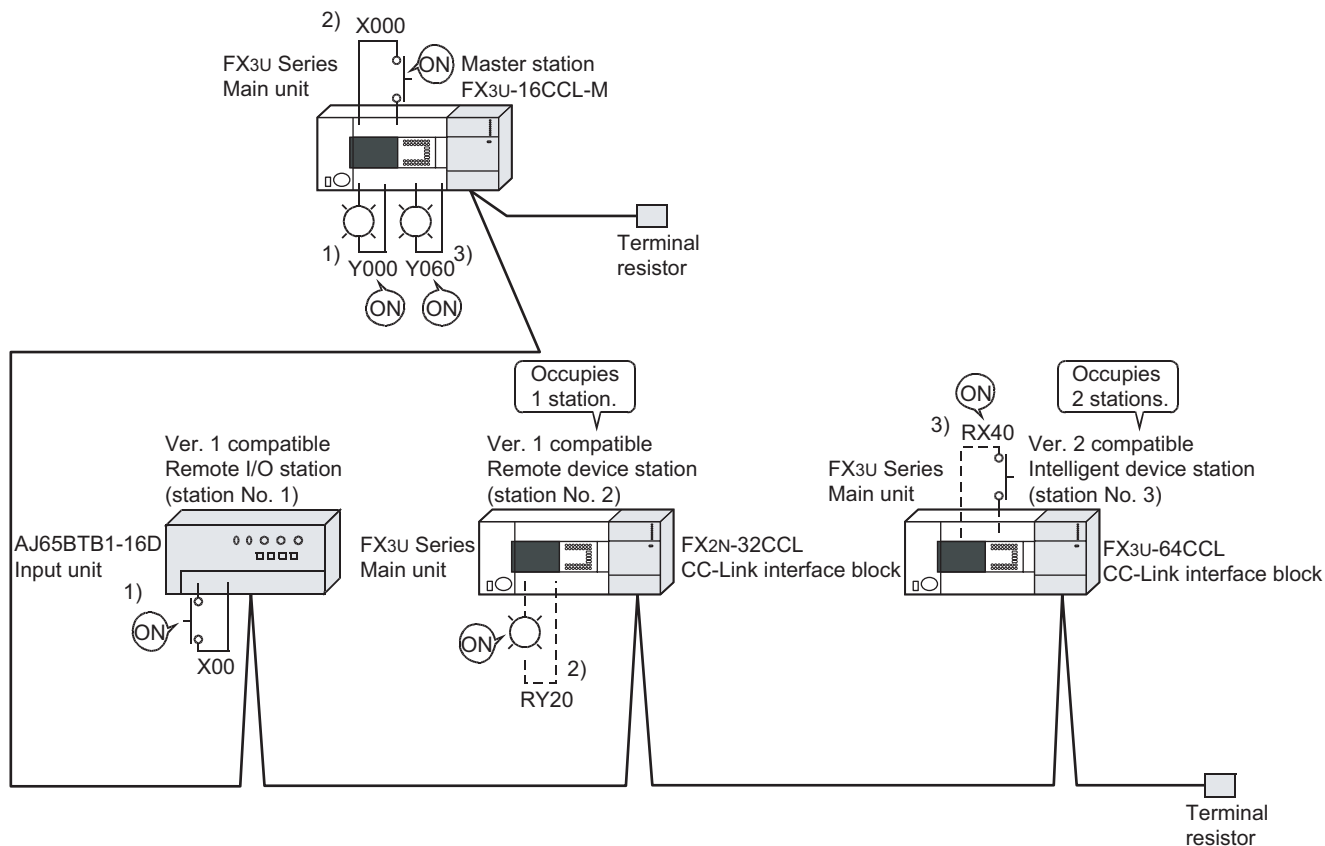 2) X000
FX3U Series
Main unit
ON
Master station
FX3U-16CCL-M
Terminal
resistor
1) Y000
Y060 3)
ON
ON
Occupies
1 station.
Occupies
2 stations.
ON
3) RX40
Ver. 1 compatible
Remote I/O station
(station No. 1)
Ver. 1 compatible
Remote device station
(station No. 2)
FX3U Series
Main unit
Ver. 2 compatible
Intelligent device station
(station No. 3)
AJ65BTB1-16D
Input unit
FX3U Series
Main unit
FX2N-32CCL
CC-Link interface block
FX3U-64CCL
CC-Link interface block
1)
ON
X00
ON
2)
RY20
Terminal
resistor